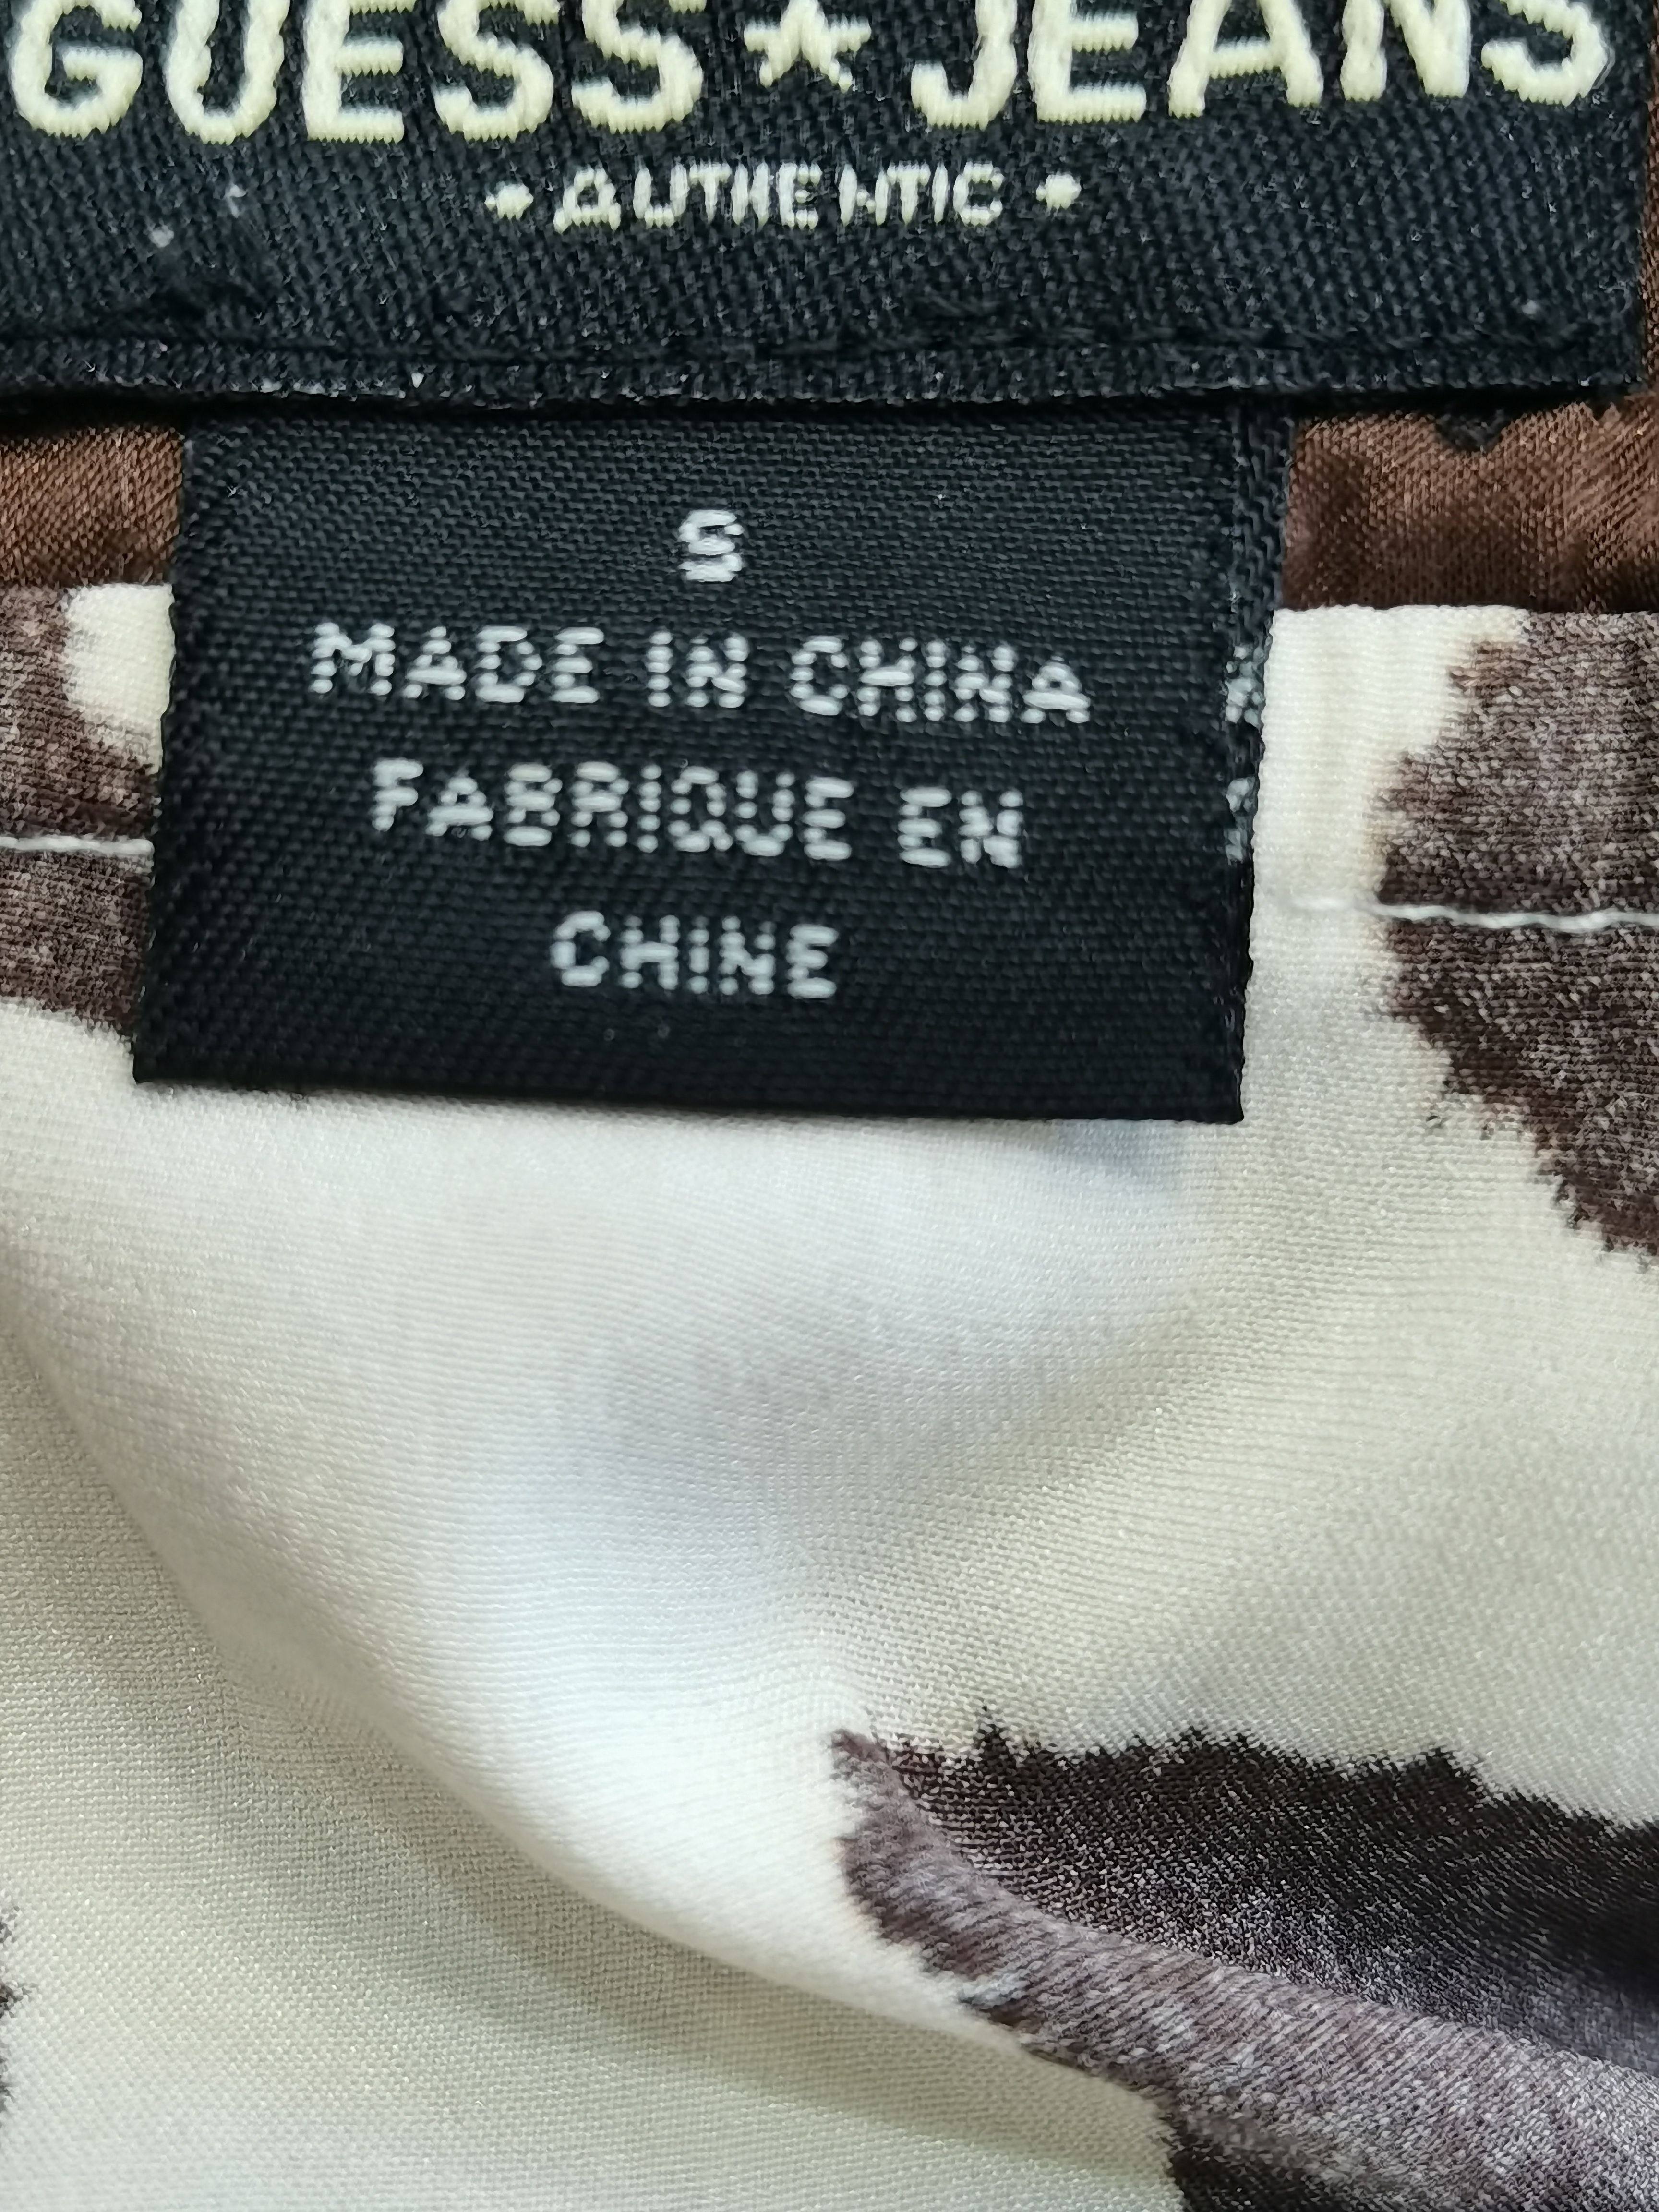 GUESS★JEANS
• AUTHENTIC •
S
MADE IN CHINA
FABRIQUE EN
CHINE